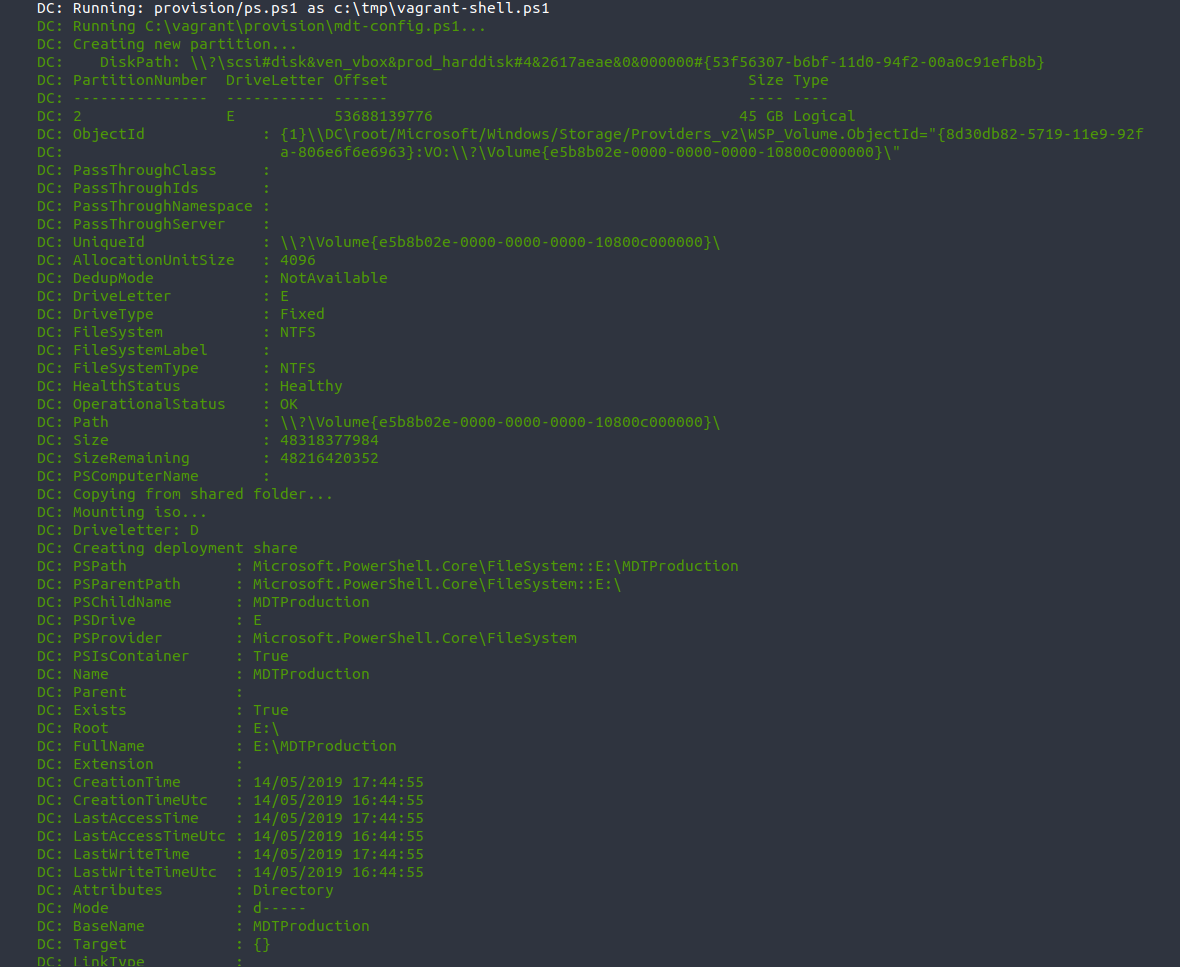 DC: Running: provision/ps.ps1 as c:\tmp\vagrant-shell.ps1
DC: Running C:\vagrant\provision\mdt-config.ps1...
DC: Creating new partition...
DC:    DiskPath: \\?\scsi#disk&ven_vbox&prod_harddisk#4&2617aeae&0&000000#{53f56307-b6bf-11d0-94f2-00a0c91efb8b}
DC: PartitionNumber  DriveLetter Offset                                        Size Type
DC: ---------------  ----------- ------                                        ---- ----
DC: 2                E           53688139776                                  45 GB Logical
DC: ObjectId             : {1}\\DC\root/Microsoft/Windows/Storage/Providers_v2\WSP_Volume.ObjectId="{8d30db82-5719-11e9-92f
DC:                        a-806e6f6e6963}:VO:\\?\Volume{e5b8b02e-0000-0000-0000-10800c000000}\"
DC: PassThroughClass     :
DC: PassThroughIds       :
DC: PassThroughNamespace :
DC: PassThroughServer    :
DC: UniqueId             : \\?\Volume{e5b8b02e-0000-0000-0000-10800c000000}\
DC: AllocationUnitSize   : 4096
DC: DedupMode            : NotAvailable
DC: DriveLetter          : E
DC: DriveType            : Fixed
DC: FileSystem           : NTFS
DC: FileSystemLabel      :
DC: FileSystemType       : NTFS
DC: HealthStatus         : Healthy
DC: OperationalStatus    : OK
DC: Path                 : \\?\Volume{e5b8b02e-0000-0000-0000-10800c000000}\
DC: Size                 : 48318377984
DC: SizeRemaining        : 48216420352
DC: PSComputerName       :
DC: Copying from shared folder...
DC: Mounting iso...
DC: Driveletter: D
DC: Creating deployment share
DC: PSPath            : Microsoft.PowerShell.Core\FileSystem::E:\MDTProduction
DC: PSParentPath      : Microsoft.PowerShell.Core\FileSystem::E:\
DC: PSChildName       : MDTProduction
DC: PSDrive           : E
DC: PSProvider        : Microsoft.PowerShell.Core\FileSystem
DC: PSIsContainer     : True
DC: Name              : MDTProduction
DC: Parent            :
DC: Exists            : True
DC: Root              : E:\
DC: FullName          : E:\MDTProduction
DC: Extension         :
DC: CreationTime      : 14/05/2019 17:44:55
DC: CreationTimeUtc   : 14/05/2019 16:44:55
DC: LastAccessTime    : 14/05/2019 17:44:55
DC: LastAccessTimeUtc : 14/05/2019 16:44:55
DC: LastWriteTime     : 14/05/2019 17:44:55
DC: LastWriteTimeUtc  : 14/05/2019 16:44:55
DC: Attributes        : Directory
DC: Mode              : d-----
DC: BaseName          : MDTProduction
DC: Target            : {}
DC: LinkType          :